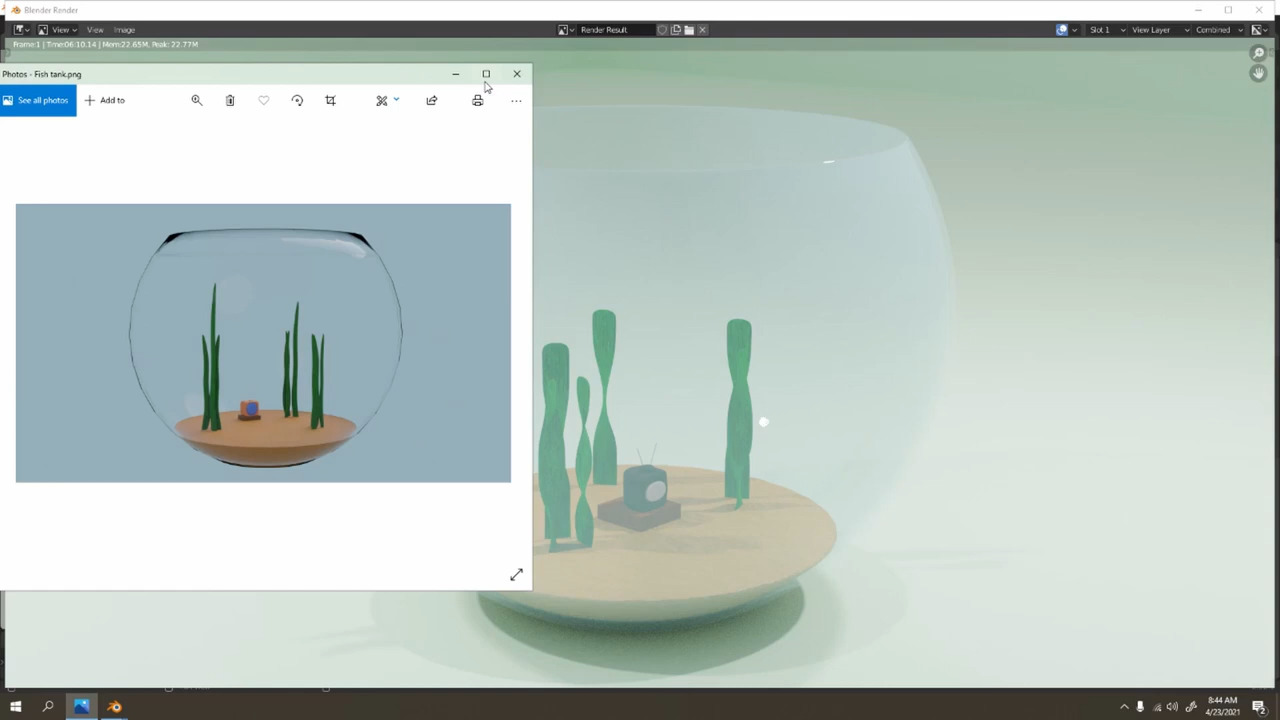 Blender Render
View
View
Image
Render Result
Slot 1
View Layer
Combined
Frame:1 | Time:06:10.14 | Mem:22.65M, Peak: 22.77M
Photos - Fish tank.png
See all photos
Add to
8:44 AM
4/23/2021
2